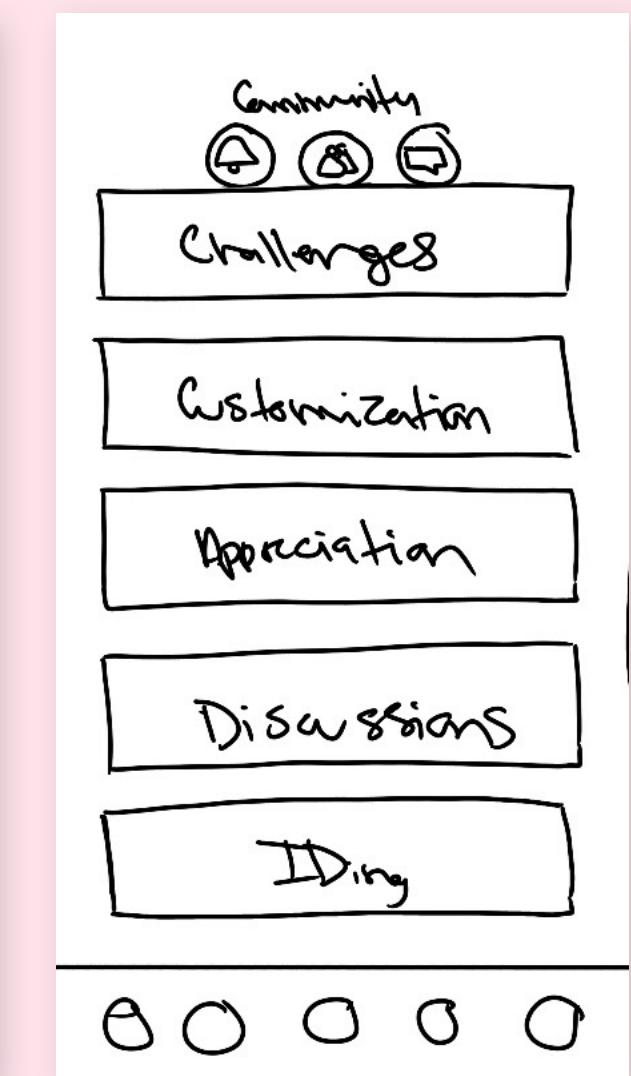 Community
Challenges
Customization
Appreciation
Discussions
IDing